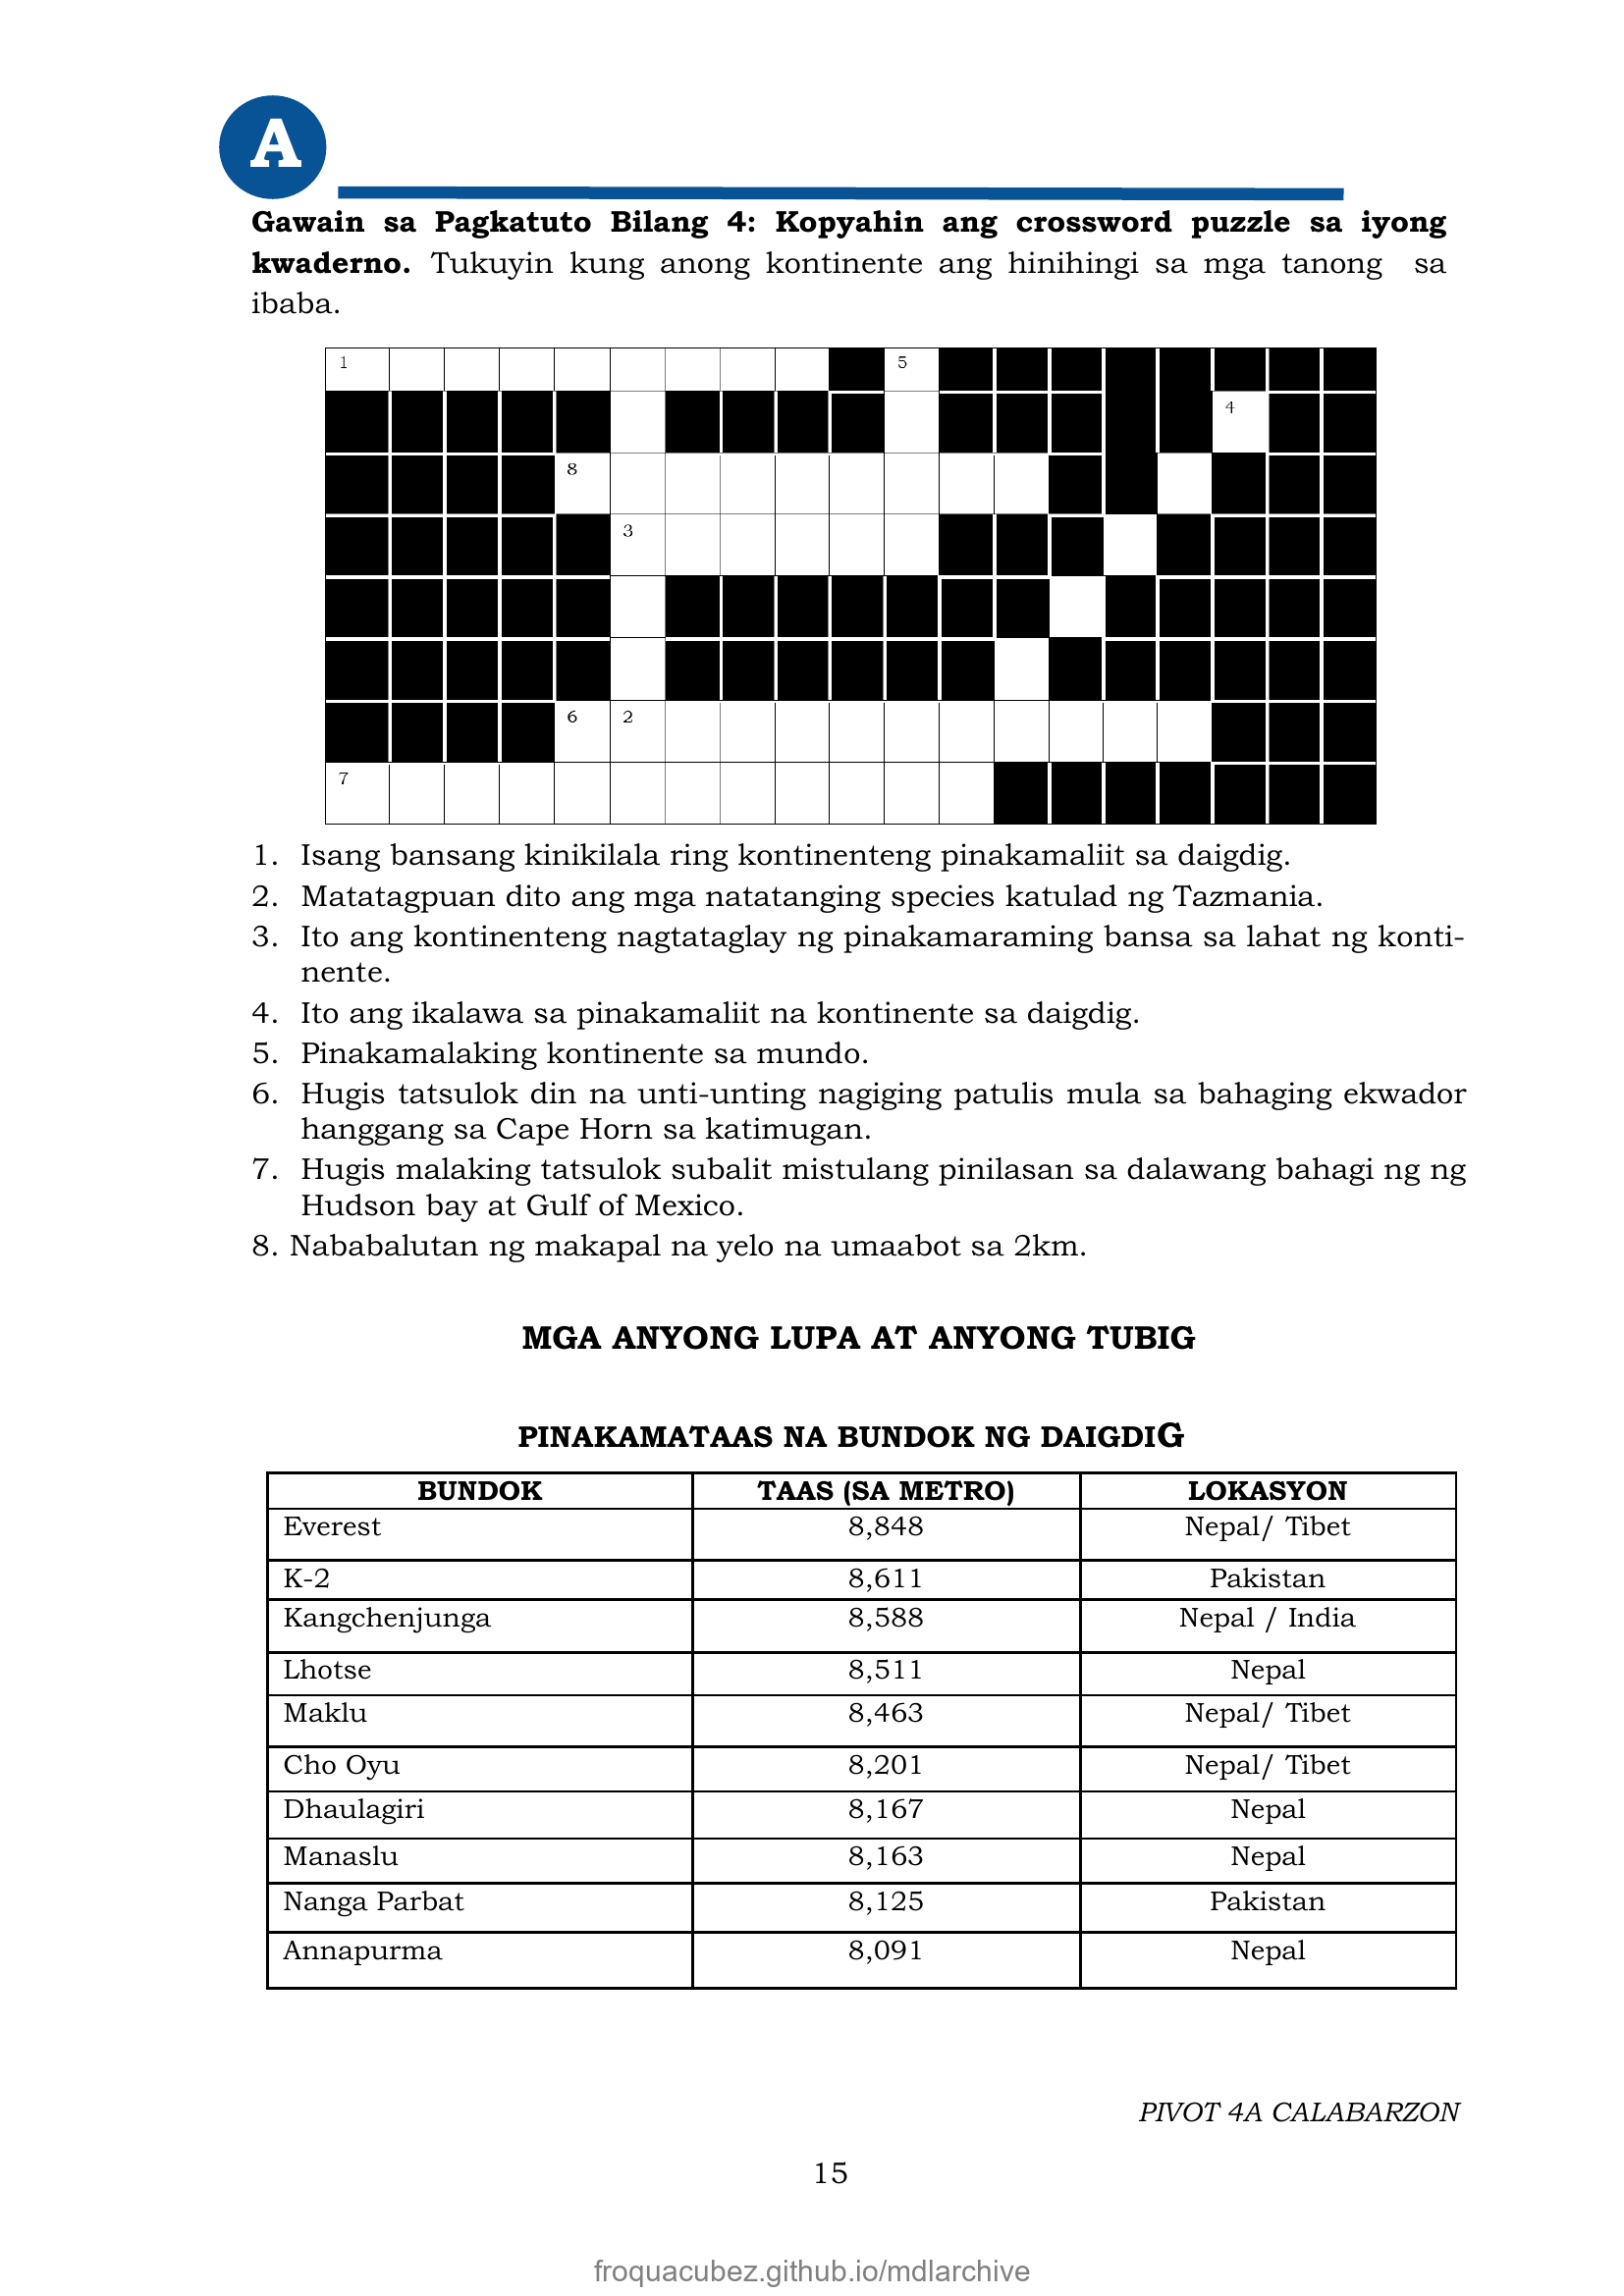 A
Gawain sa Pagkatuto Bilang 4: Kopyahin ang crossword puzzle sa iyong
kwaderno. Tukuyin kung anong kontinente ang hinihingi sa mga tanong sa
ibaba.
1 5
4
8
3
6 2
7
1. Isang bansang kinikilala ring kontinenteng pinakamaliit sa daigdig.
2. Matatagpuan dito ang mga natatanging species katulad ng Tazmania.
3. Ito ang kontinenteng nagtataglay ng pinakamaraming bansa sa lahat ng konti-
nente.
4. Ito ang ikalawa sa pinakamaliit na kontinente sa daigdig.
5. Pinakamalaking kontinente sa mundo.
6. Hugis tatsulok din na unti-unting nagiging patulis mula sa bahaging ekwador
hanggang sa Cape Horn sa katimugan.
7. Hugis malaking tatsulok subalit mistulang pinilasan sa dalawang bahagi ng ng
Hudson bay at Gulf of Mexico.
8. Nababalutan ng makapal na yelo na umaabot sa 2km.
MGA ANYONG LUPA AT ANYONG TUBIG
PINAKAMATAAS NA BUNDOK NG DAIGDIG
BUNDOK TAAS (SA METRO) LOKASYON
Everest 8,848 Nepal/ Tibet
K-2 8,611 Pakistan
Kangchenjunga 8,588 Nepal / India
Lhotse 8,511 Nepal
Maklu 8,463 Nepal/ Tibet
Cho Oyu 8,201 Nepal/ Tibet
Dhaulagiri 8,167 Nepal
Manaslu 8,163 Nepal
Nanga Parbat 8,125 Pakistan
Annapurma 8,091 Nepal
PIVOT 4A CALABARZON
15
froquacubez.github.io/mdlarchive